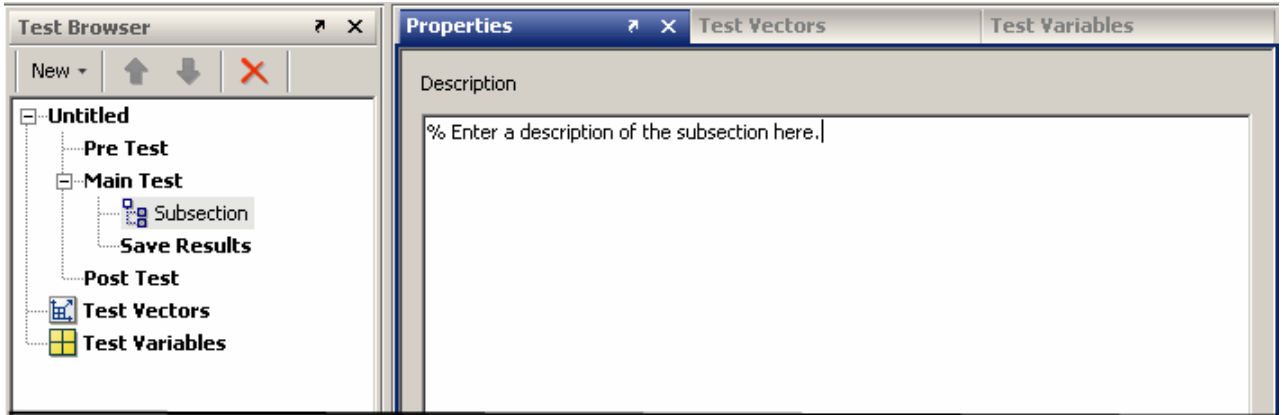 Test Browser
New
Untitled
Pre Test
Main Test
Subsection
Save Results
Post Test
Test Vectors
Test Variables
Properties
Test Vectors
Test Variables
Description
% Enter a description of the subsection here.